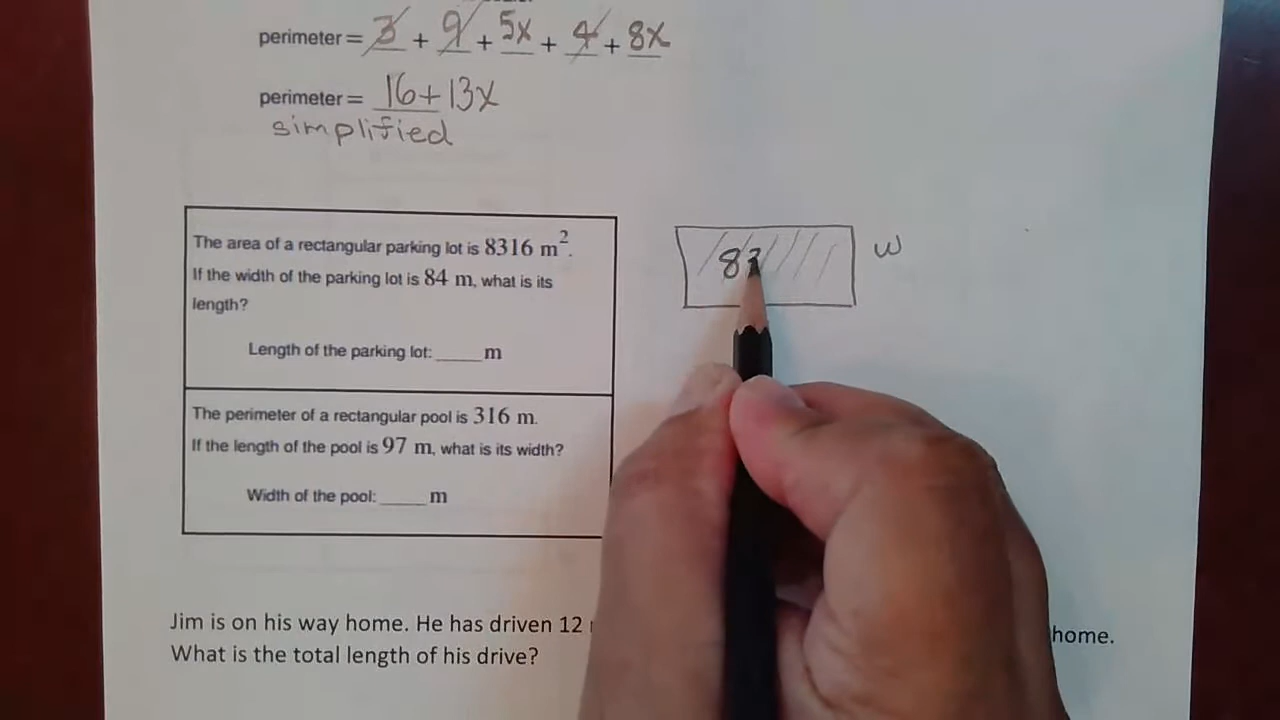 perimeter = 3 + 9 + 5x + 4 + 8x
perimeter = 16 + 13x
simplified
The area of a rectangular parking lot is 8316 m².
If the width of the parking lot is 84 m, what is its
length?
Length of the parking lot: _____ m
83
w
The perimeter of a rectangular pool is 316 m.
If the length of the pool is 97 m, what is its width?
Width of the pool: _____ m
Jim is on his way home. He has driven 12 home.
What is the total length of his drive?